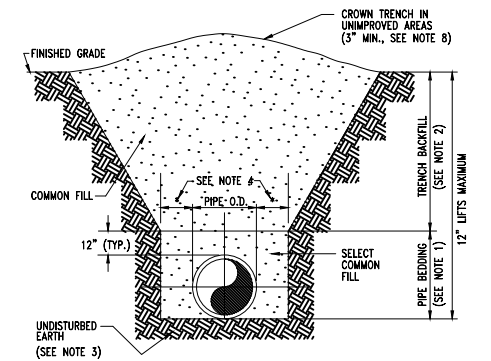 CROWN TRENCH IN
UNIMPROVED AREAS
(3" MIN., SEE NOTE 8)
FINISHED GRADE
COMMON FILL
SEE NOTE 4
PIPE O.D.
12" (TYP.)
SELECT
COMMON
FILL
UNDISTURBED
EARTH
(SEE NOTE 3)
TRENCH BACKFILL
(SEE NOTE 2)
PIPE BEDDING
(SEE NOTE 1)
12" LIFTS MAXIMUM